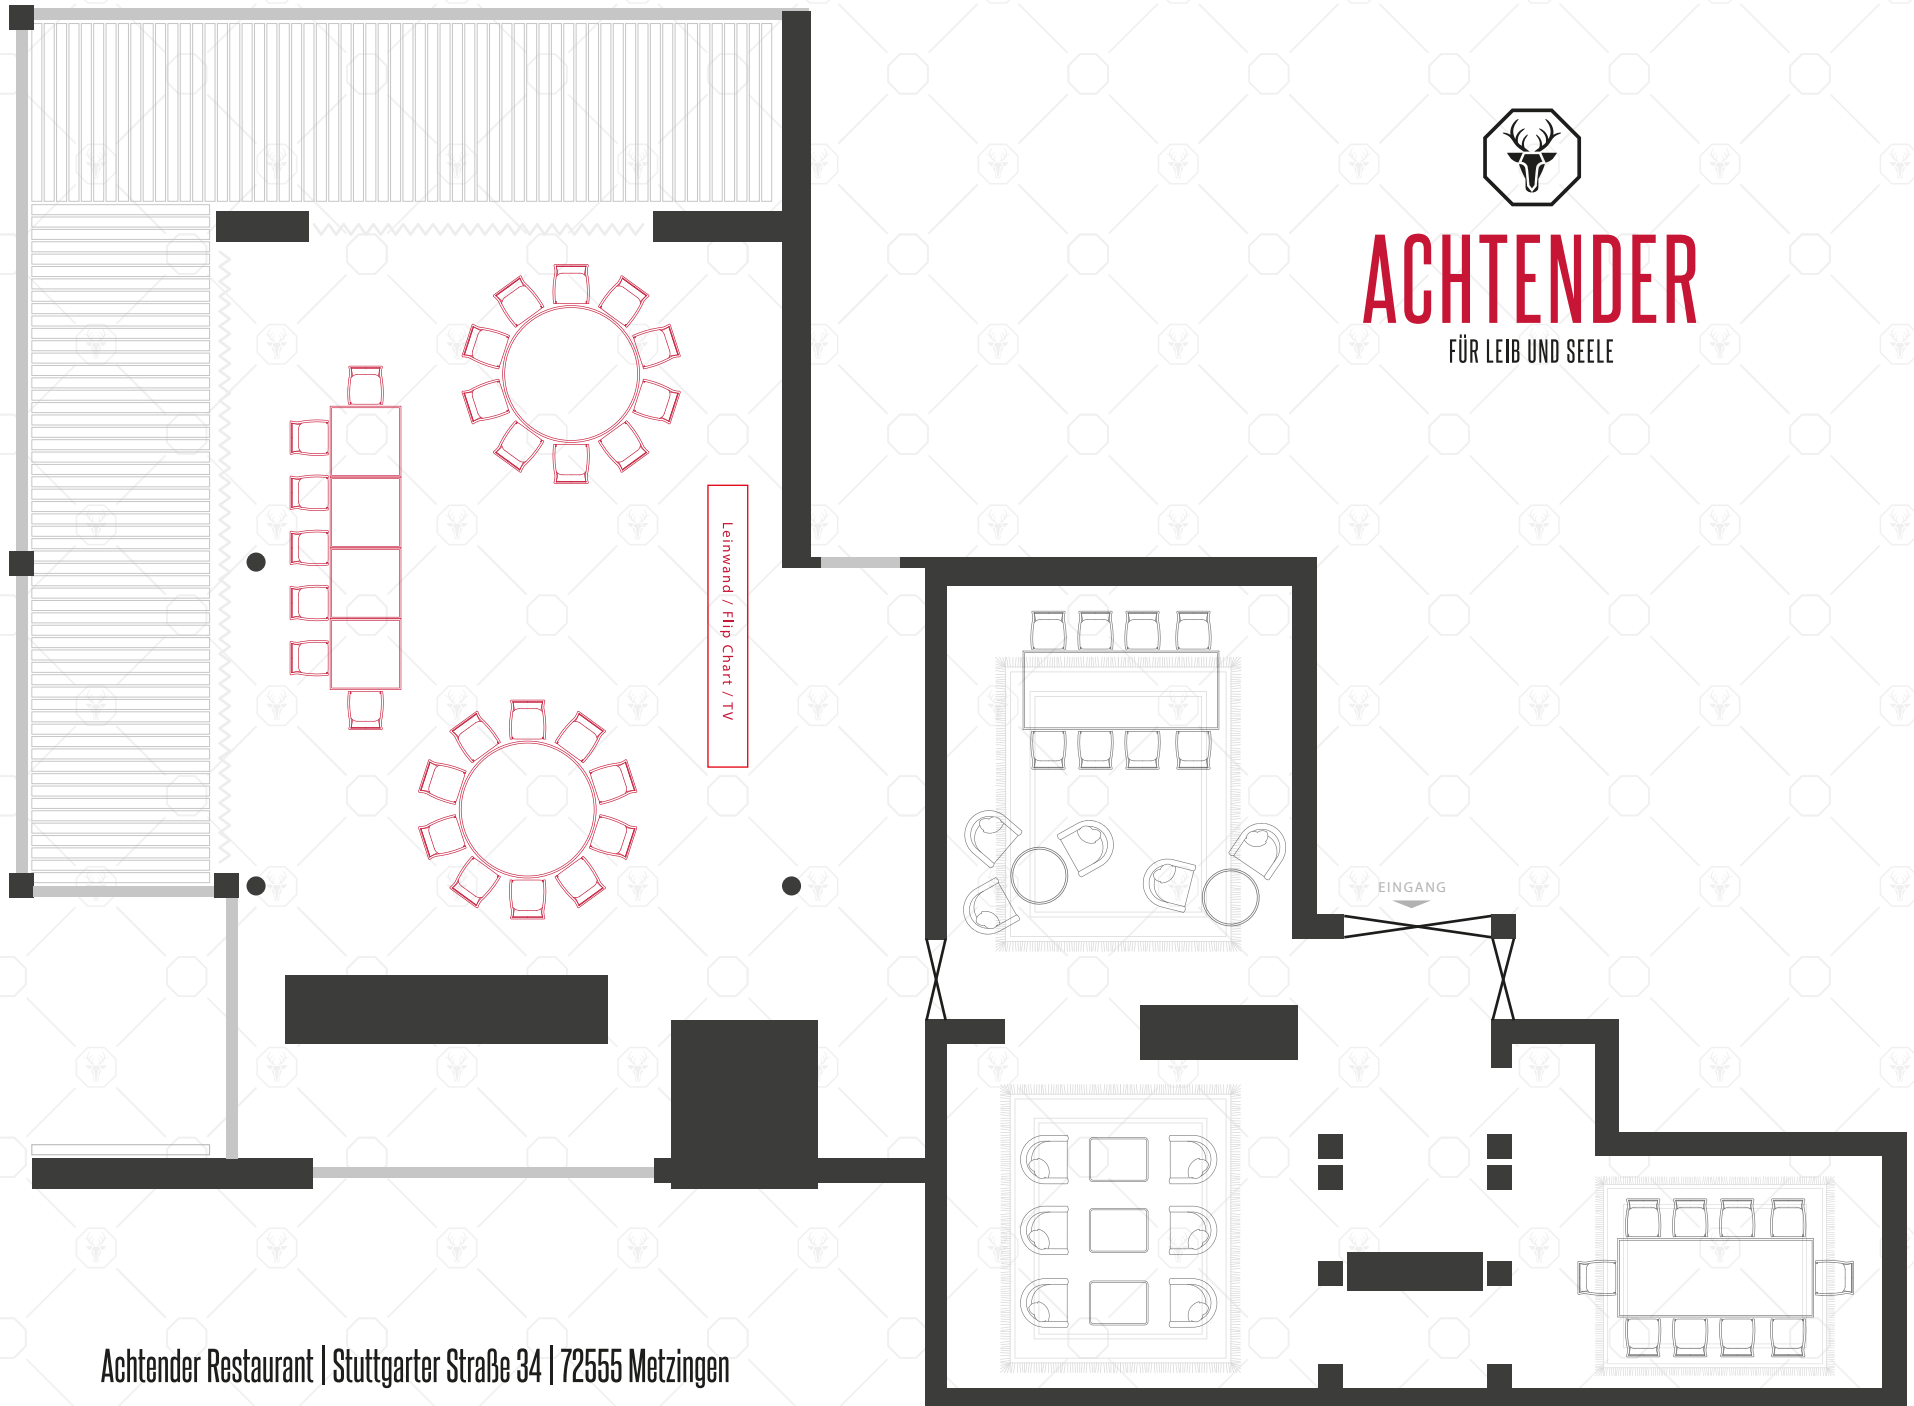 ACHTENDER
FÜR LEIB UND SEELE
Leinwand / Flip Chart / TV
EINGANG
Achtender Restaurant | Stuttgarter Straße 34 | 72555 Metzingen